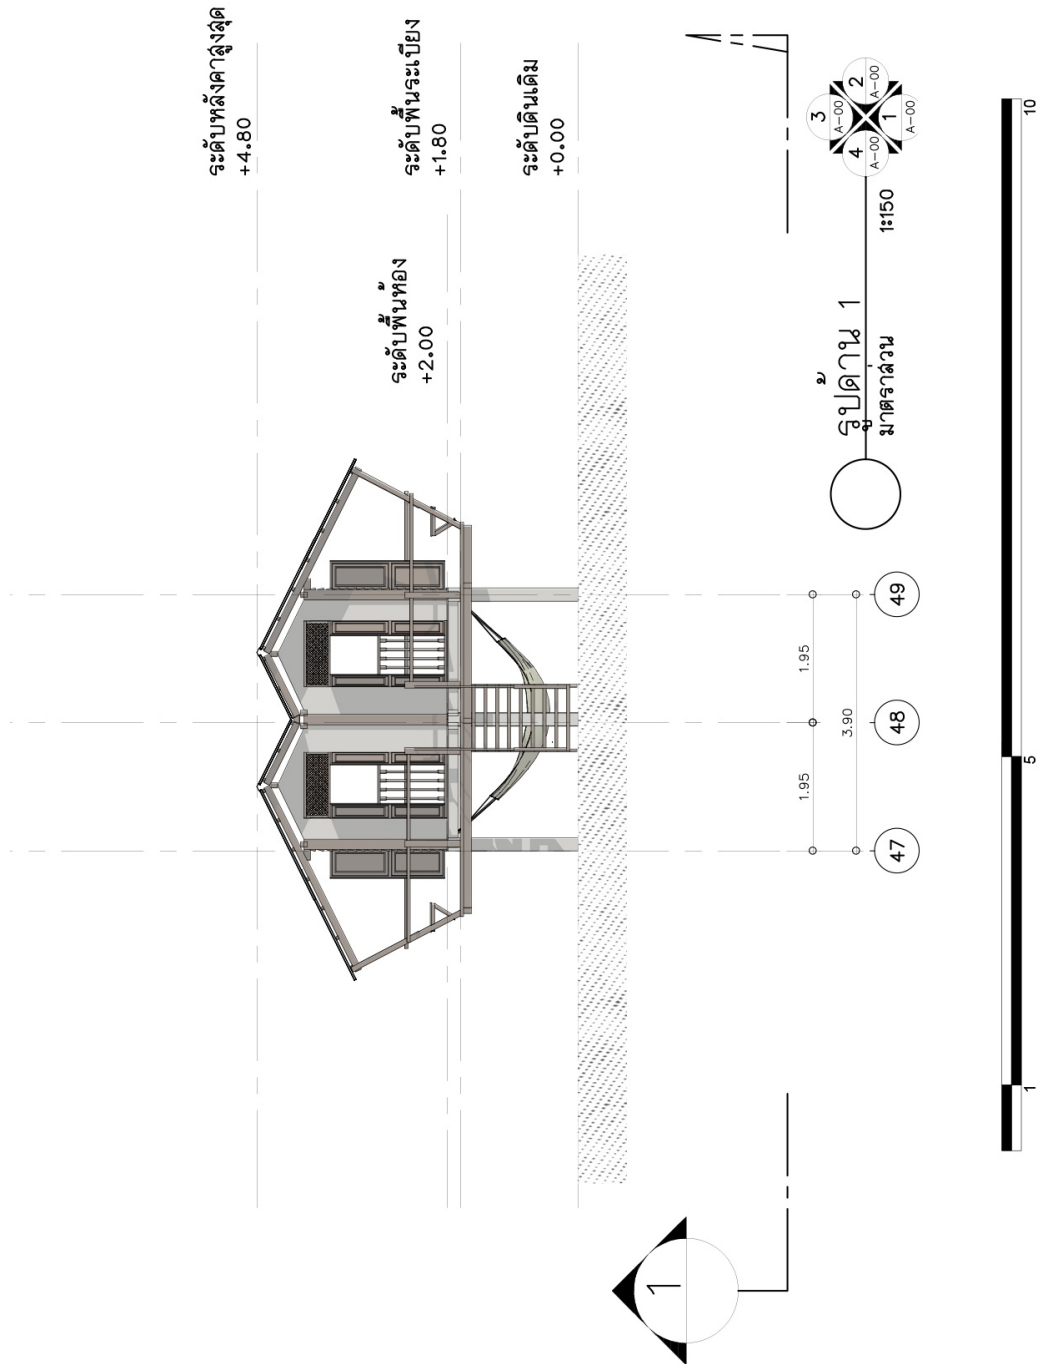 ระดับหลังคาสูงสุด
+4.80
ระดับพื้นระเบียง
+1.80
ระดับพื้นห้อง
+2.00
ระดับดินเดิม
+0.00
1.95
1.95
3.90
47
48
49
รูปด้าน 1
มาตราส่วน
1:150
3
A-00
2
A-00
4
A-00
1
A-00
1
1
5
10